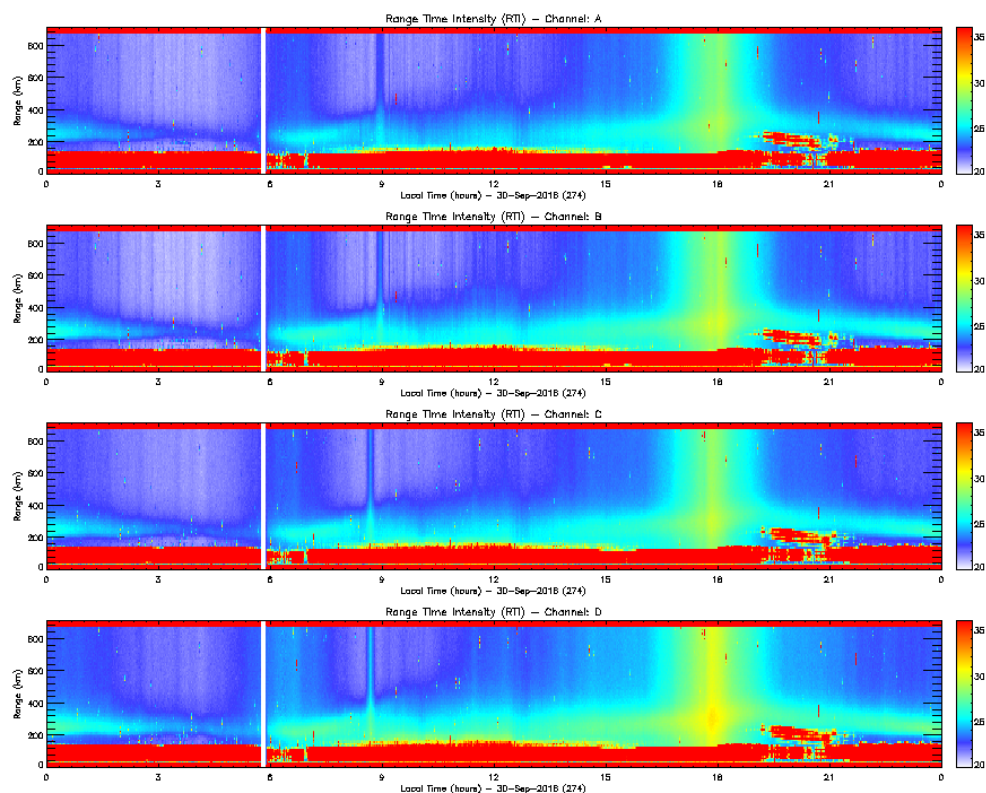 Range Time Intensity (RTI) – Channel: A
Range (km)
800
600
400
200
0
35
30
25
20
0 3 6 9 12 15 18 21 0
Local Time (hours) – 30–Sep–2016 (274)
Range Time Intensity (RTI) – Channel: B
Range (km)
800
600
400
200
0
35
30
25
20
0 3 6 9 12 15 18 21 0
Local Time (hours) – 30–Sep–2016 (274)
Range Time Intensity (RTI) – Channel: C
Range (km)
800
600
400
200
0
35
30
25
20
0 3 6 9 12 15 18 21 0
Local Time (hours) – 30–Sep–2016 (274)
Range Time Intensity (RTI) – Channel: D
Range (km)
800
600
400
200
0
35
30
25
20
0 3 6 9 12 15 18 21 0
Local Time (hours) – 30–Sep–2016 (274)